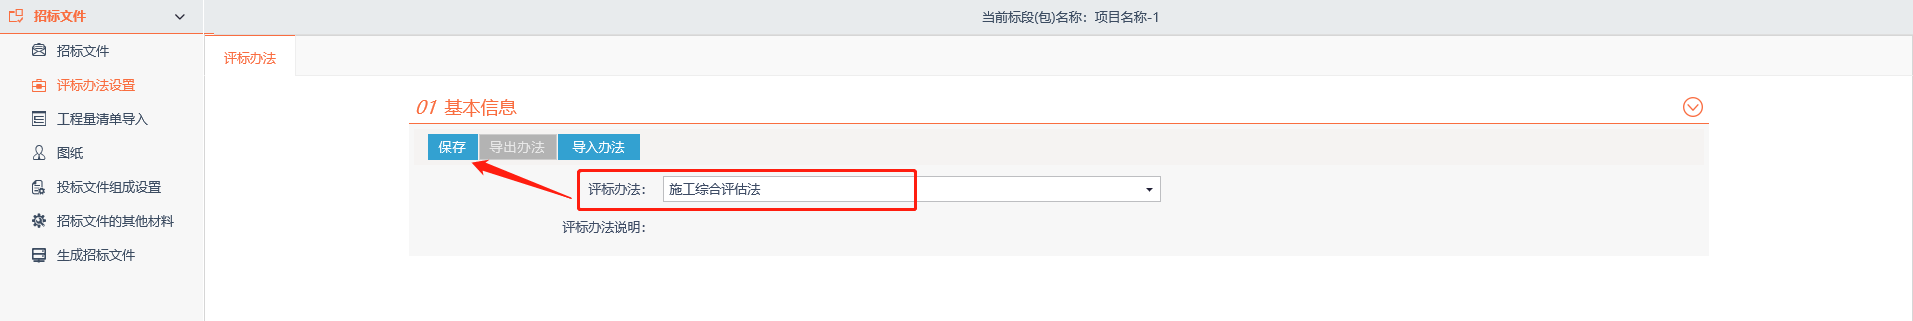 招标文件
当前标段(包)名称：项目名称-1
招标文件
评标办法设置
工程量清单导入
图纸
投标文件组成设置
招标文件的其他材料
生成招标文件
评标办法
01 基本信息
保存 导出办法 导入办法
评标办法： 施工综合评估法
评标办法说明：